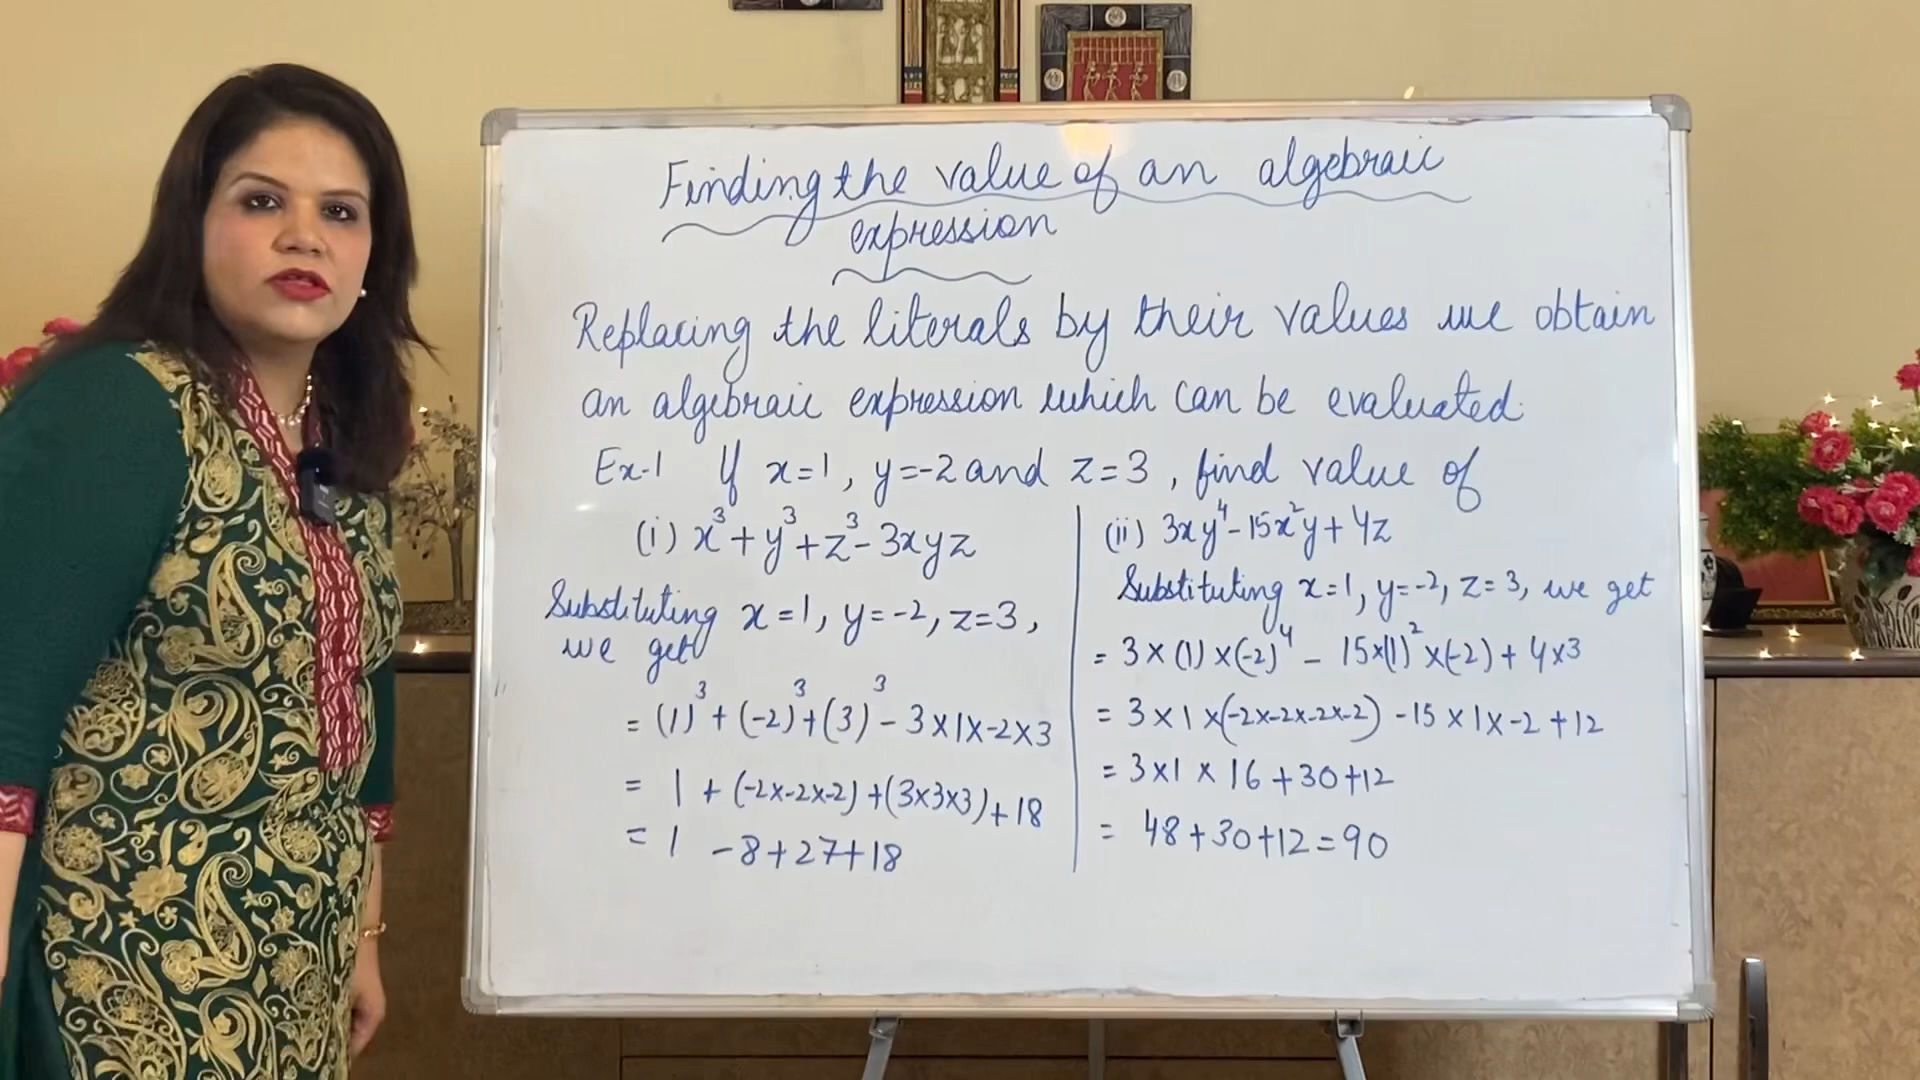 Finding the value of an algebraic
expression
Replacing the literals by their values we obtain
an algebraic expression which can be evaluated.
Ex-1 If x=1, y=-2 and z=3, find value of
(i) x³+y³+z³-3xyz
Substituting x=1, y=-2, z=3,
we get
= (1)³+(-2)³+(3)³-3×1×-2×3
= 1+(-2×-2×-2)+(3×3×3)+18
= 1 -8+27+18
(ii) 3xy⁴-15x²y+4z
Substituting x=1, y=-2, z=3, we get
= 3×(1)×(-2)⁴-15×(1)²×(-2)+4×3
= 3×1×(-2×-2×-2×-2)-15×1×-2+12
= 3×1×16+30+12
= 48+30+12=90